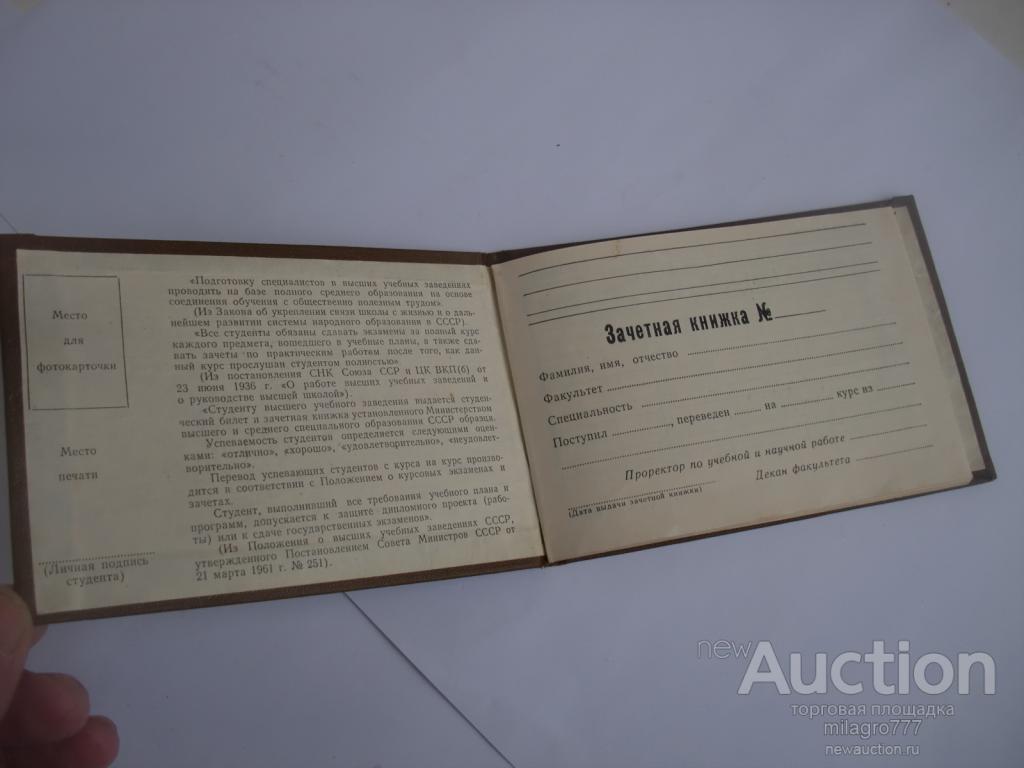 Место
для
фотокарточки
Место
печати
(Личная подпись
студента)
«Подготовку специалистов в высших учебных заведениях
проводить на базе полного среднего образования на основе
соединения обучения с общественно полезным трудом».
(Из Закона об укреплении связи школы с жизнью и о даль-
нейшем развитии системы народного образования в СССР).
«Все студенты обязаны сдавать экзамены за полный курс
каждого предмета, вошедшего в учебные планы, а также сда-
вать зачеты по практическим работам после того, как дан-
ный курс прослушан студентом полностью»
(Из постановления СНК Союза ССР и ЦК ВКП(б) от
23 июня 1936 г. «О работе высших учебных заведений и
о руководстве высшей школой»).
«Студенту высшего учебного заведения выдается студен-
ческий билет и зачетная книжка установленного Министерством
высшего и среднего специального образования СССР образца.
Успеваемость студентов определяется следующими оцен-
ками: «отлично», «хорошо», «удовлетворительно», «неудовлет-
ворительно».
Перевод успевающих студентов с курса на курс произво-
дится в соответствии с Положением о курсовых экзаменах и
зачетах.
Студент, выполнивший все требования учебного плана и
программ, допускается к защите дипломного проекта (рабо-
ты) или к сдаче государственных экзаменов».
(Из Положения о высших учебных заведениях СССР,
утвержденного Постановлением Совета Министров СССР от
21 марта 1961 г. № 251).
Зачетная книжка №
Фамилия, имя, отчество
Факультет
Специальность
Поступил , переведен на курс из
Проректор по учебной и научной работе
Декан факультета
(Дата выдачи зачетной книжки)
new Auction
торговая площадка
milagro777
newauction.ru